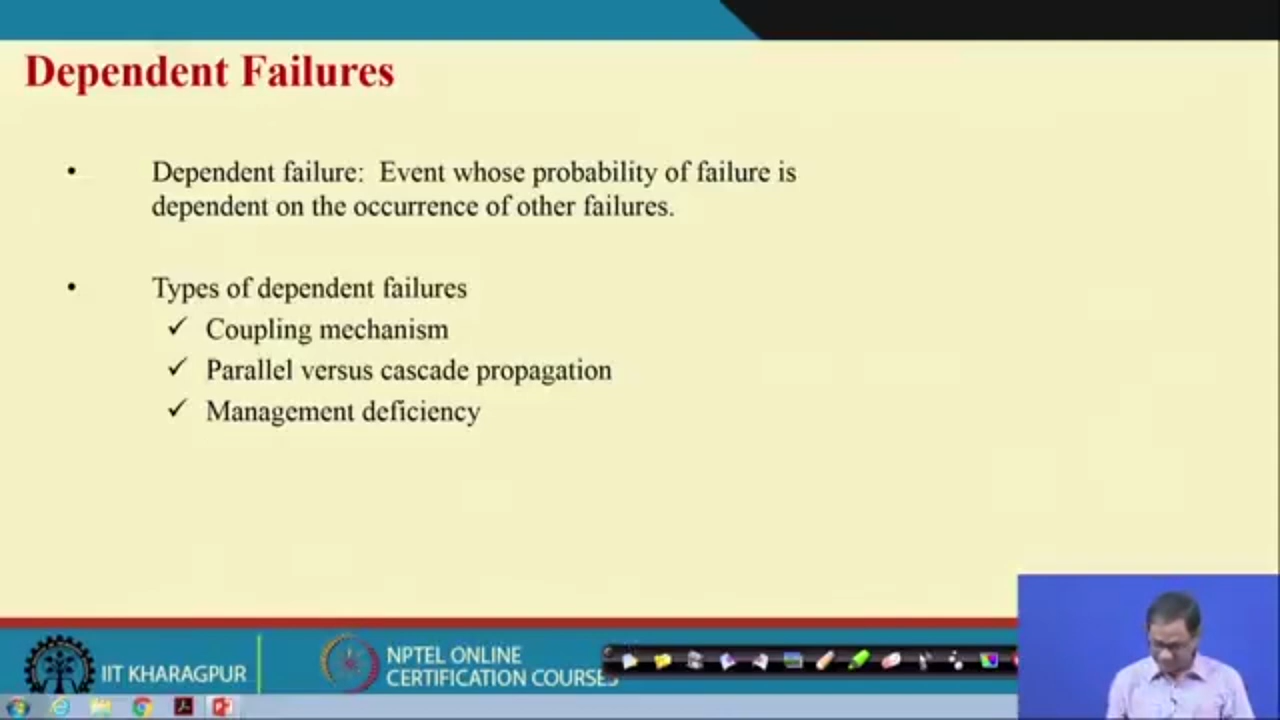 Dependent Failures
• Dependent failure: Event whose probability of failure is
dependent on the occurrence of other failures.
• Types of dependent failures
✓ Coupling mechanism
✓ Parallel versus cascade propagation
✓ Management deficiency
IIT KHARAGPUR
NPTEL ONLINE
CERTIFICATION COURSES